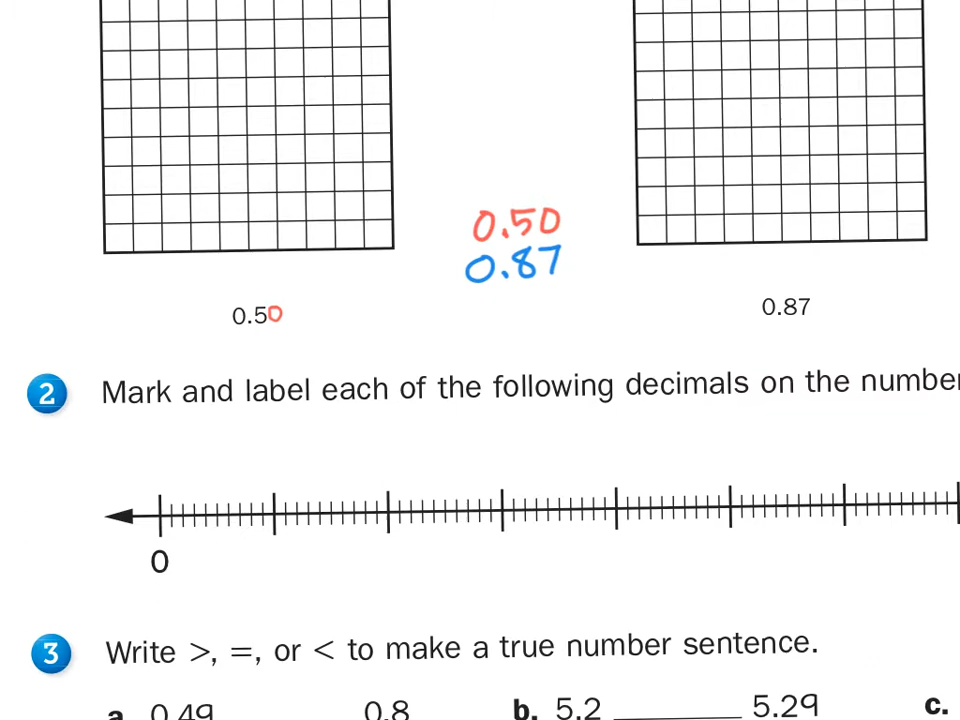 0.50
0.87
0.50
0.87
2 Mark and label each of the following decimals on the number
0
3 Write >, =, or < to make a true number sentence.
a. 0.49 0.8 b. 5.2 ________ 5.29 c.